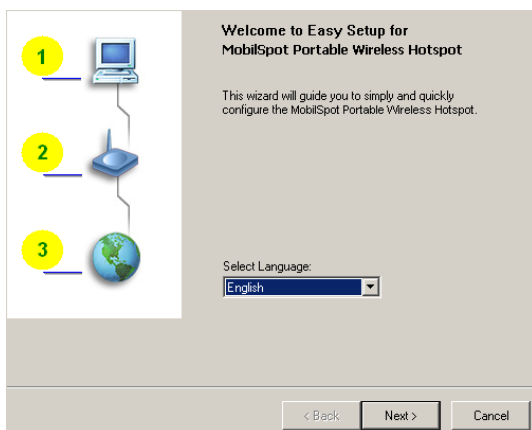 Welcome to Easy Setup for
MobilSpot Portable Wireless Hotspot
This wizard will guide you to simply and quickly
configure the MobilSpot Portable Wireless Hotspot.
1
2
3
Select Language:
English
< Back
Next >
Cancel